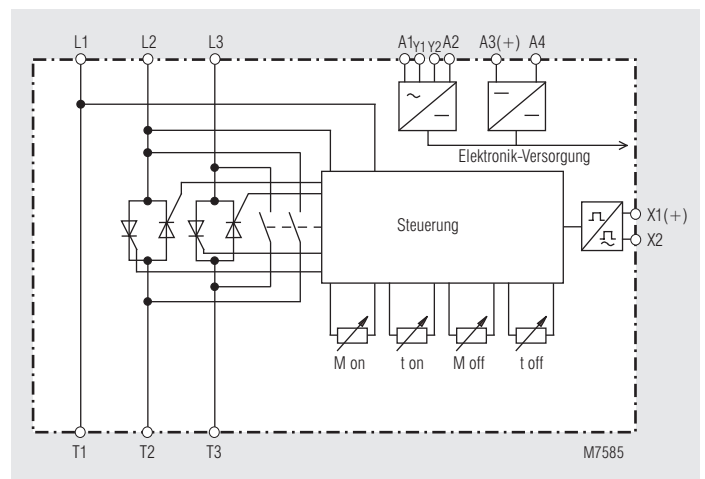 L1 L2 L3 A1 Y1 Y2 A2 A3(+) A4
Elektronik-Versorgung
Steuerung
X1(+)
X2
M on t on M off t off
T1 T2 T3
M7585